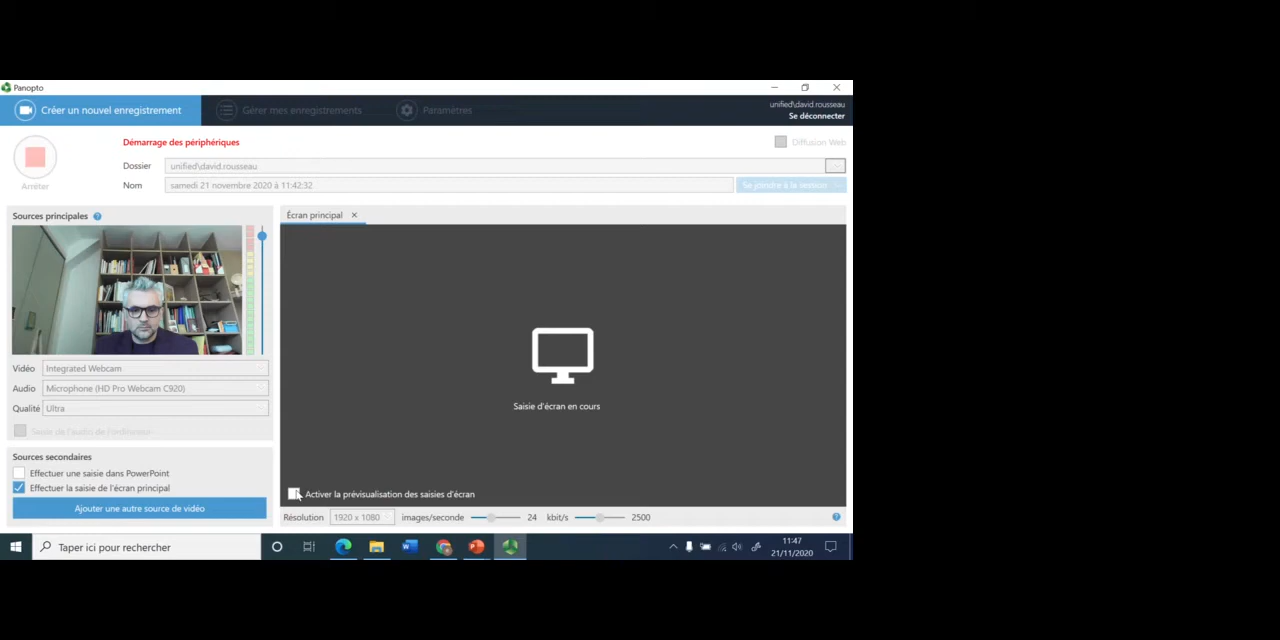 Panopto
Créer un nouvel enregistrement
Gérer mes enregistrements
Paramètres
unified\david.rousseau
Se déconnecter
Démarrage des périphériques
Diffusion Web
Arrêter
Dossier
unified\david.rousseau
Nom
samedi 21 novembre 2020 à 11:42:32
Se joindre à la session
Sources principales
Écran principal
Vidéo
Integrated Webcam
Audio
Microphone (HD Pro Webcam C920)
Qualité
Ultra
Saisie de l'audio de l'ordinateur
Saisie d'écran en cours
Sources secondaires
Effectuer une saisie dans PowerPoint
Effectuer la saisie de l'écran principal
Ajouter une autre source de vidéo
Activer la prévisualisation des saisies d'écran
Résolution 1920 x 1080 images/seconde 24 kbit/s 2500
Taper ici pour rechercher
11:47
21/11/2020